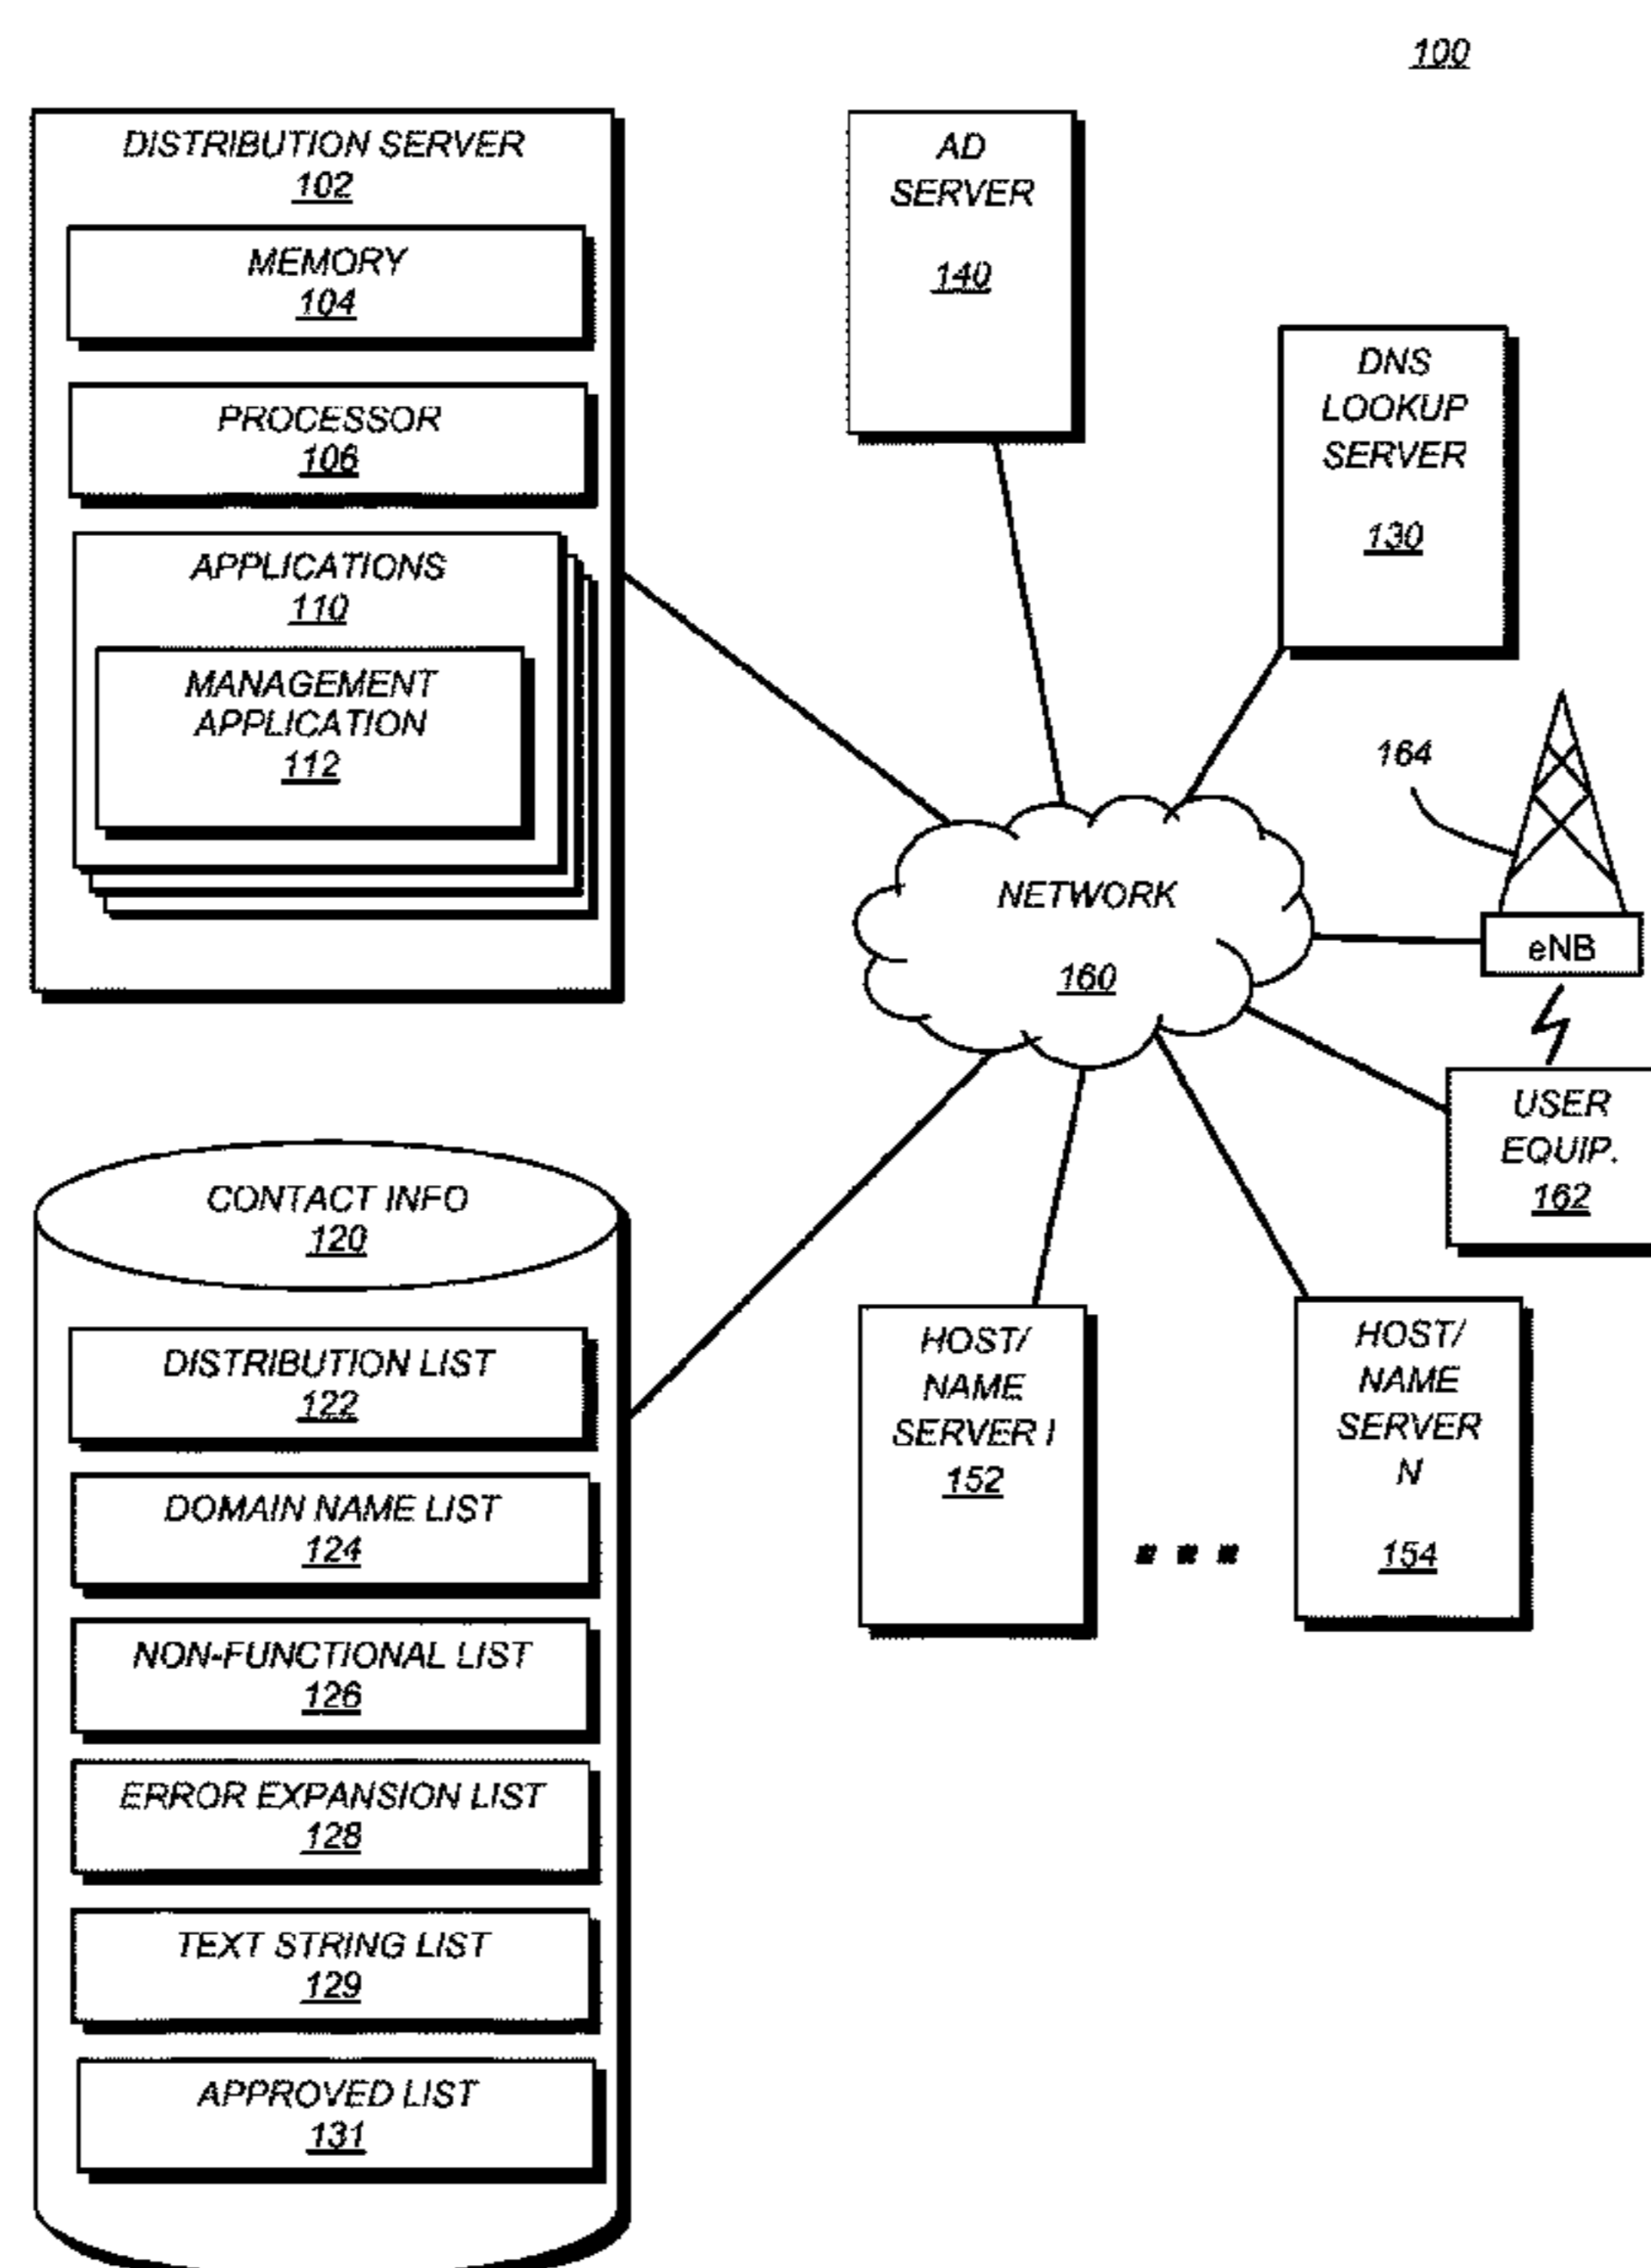 100
DISTRIBUTION SERVER
102
MEMORY
104
PROCESSOR
106
APPLICATIONS
110
MANAGEMENT
APPLICATION
112
AD
SERVER
140
DNS
LOOKUP
SERVER
130
164
eNB
NETWORK
160
USER
EQUIP.
162
CONTACT INFO
120
DISTRIBUTION LIST
122
DOMAIN NAME LIST
124
NON-FUNCTIONAL LIST
126
ERROR EXPANSION LIST
128
TEXT STRING LIST
129
APPROVED LIST
131
HOST/
NAME
SERVER I
152
HOST/
NAME
SERVER
N
154